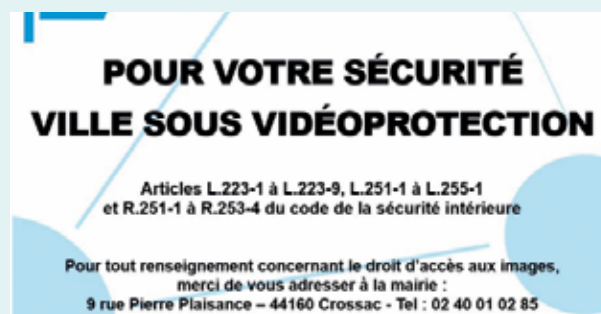 POUR VOTRE SÉCURITÉ
VILLE SOUS VIDÉOPROTECTION
Articles L.223-1 à L.223-9, L.251-1 à L.255-1
et R.251-1 à R.253-4 du code de la sécurité intérieure
Pour tout renseignement concernant le droit d'accès aux images,
merci de vous adresser à la mairie :
9 rue Pierre Plaisance – 44160 Crossac - Tel : 02 40 01 02 85